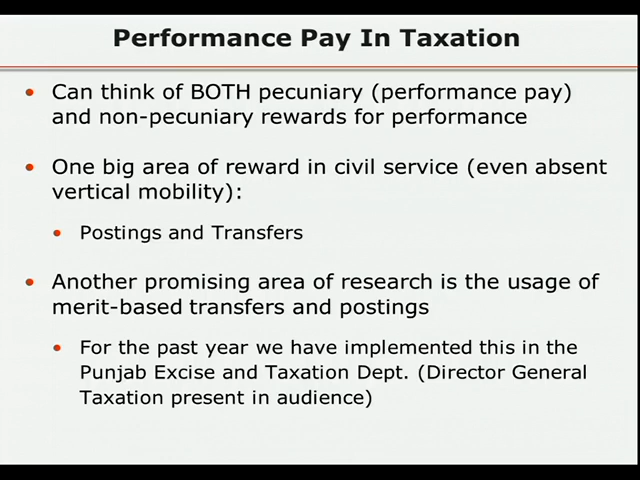 Performance Pay In Taxation
Can think of BOTH pecuniary (performance pay)
and non-pecuniary rewards for performance
One big area of reward in civil service (even absent
vertical mobility):
Postings and Transfers
Another promising area of research is the usage of
merit-based transfers and postings
For the past year we have implemented this in the
Punjab Excise and Taxation Dept. (Director General
Taxation present in audience)